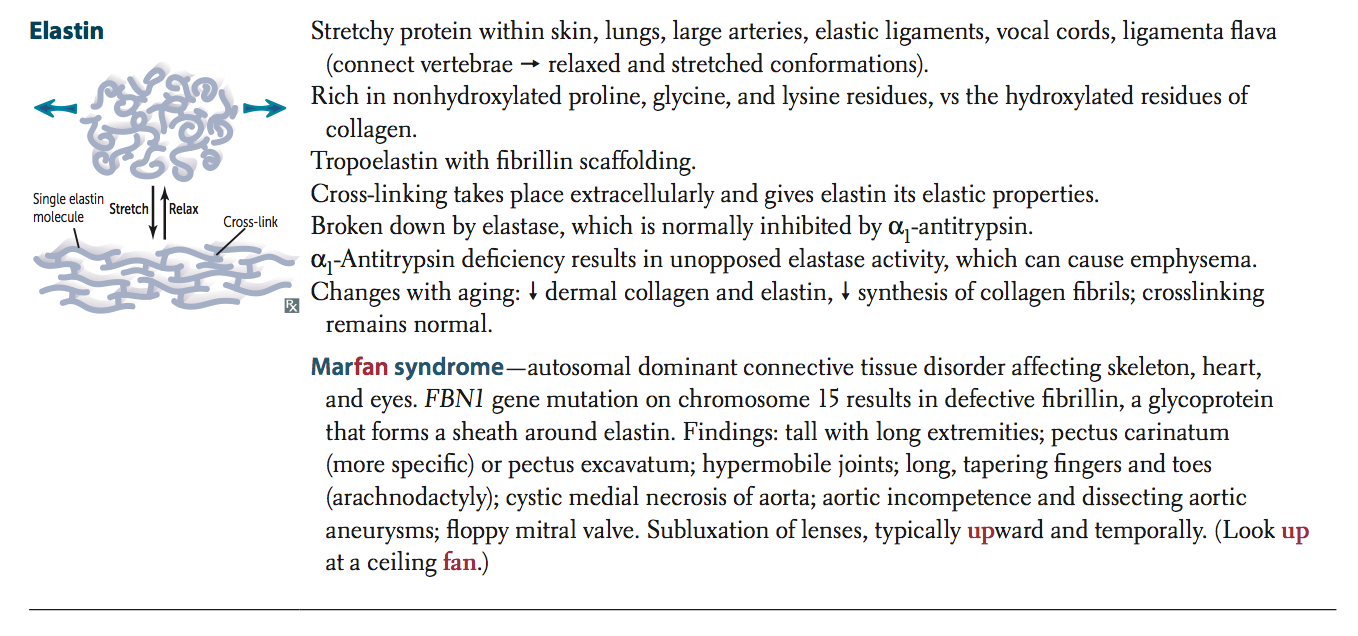 Elastin
Stretchy protein within skin, lungs, large arteries, elastic ligaments, vocal cords, ligamenta flava
(connect vertebrae → relaxed and stretched conformations).
Rich in nonhydroxylated proline, glycine, and lysine residues, vs the hydroxylated residues of
collagen.
Tropoelastin with fibrillin scaffolding.
Cross-linking takes place extracellularly and gives elastin its elastic properties.
Broken down by elastase, which is normally inhibited by α₁-antitrypsin.
α₁-Antitrypsin deficiency results in unopposed elastase activity, which can cause emphysema.
Changes with aging: ↓ dermal collagen and elastin, ↓ synthesis of collagen fibrils; crosslinking
remains normal.
Single elastin
molecule
Stretch
Relax
Cross-link
℞
Marfan syndrome—autosomal dominant connective tissue disorder affecting skeleton, heart,
and eyes. FBN1 gene mutation on chromosome 15 results in defective fibrillin, a glycoprotein
that forms a sheath around elastin. Findings: tall with long extremities; pectus carinatum
(more specific) or pectus excavatum; hypermobile joints; long, tapering fingers and toes
(arachnodactyly); cystic medial necrosis of aorta; aortic incompetence and dissecting aortic
aneurysms; floppy mitral valve. Subluxation of lenses, typically upward and temporally. (Look up
at a ceiling fan.)